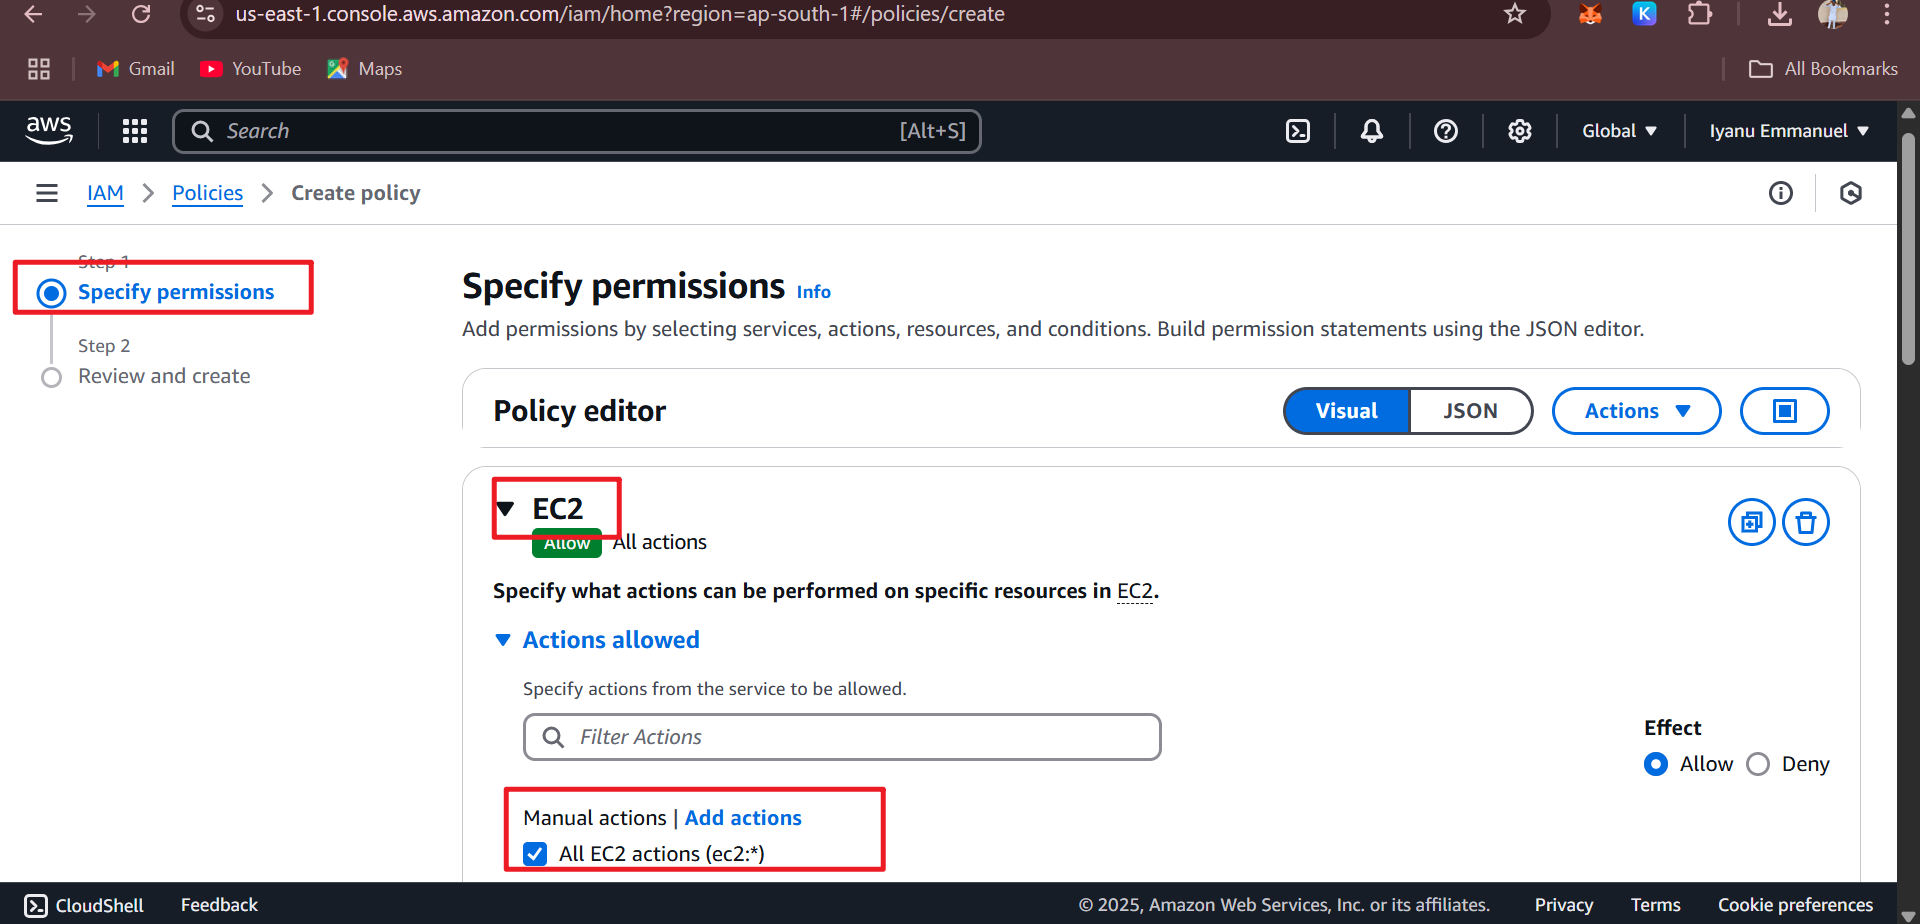 us-east-1.console.aws.amazon.com/iam/home?region=ap-south-1#/policies/create
K
Gmail YouTube Maps All Bookmarks
aws Search [Alt+S] Global Iyanu Emmanuel
IAM Policies Create policy
Step 1
Specify permissions
Step 2
Review and create
Specify permissions Info
Add permissions by selecting services, actions, resources, and conditions. Build permission statements using the JSON editor.
Policy editor Visual JSON Actions
EC2
Allow All actions
Specify what actions can be performed on specific resources in EC2.
Actions allowed
Specify actions from the service to be allowed.
Filter Actions
Effect
Allow Deny
Manual actions | Add actions
All EC2 actions (ec2:*)
CloudShell Feedback © 2025, Amazon Web Services, Inc. or its affiliates. Privacy Terms Cookie preferences